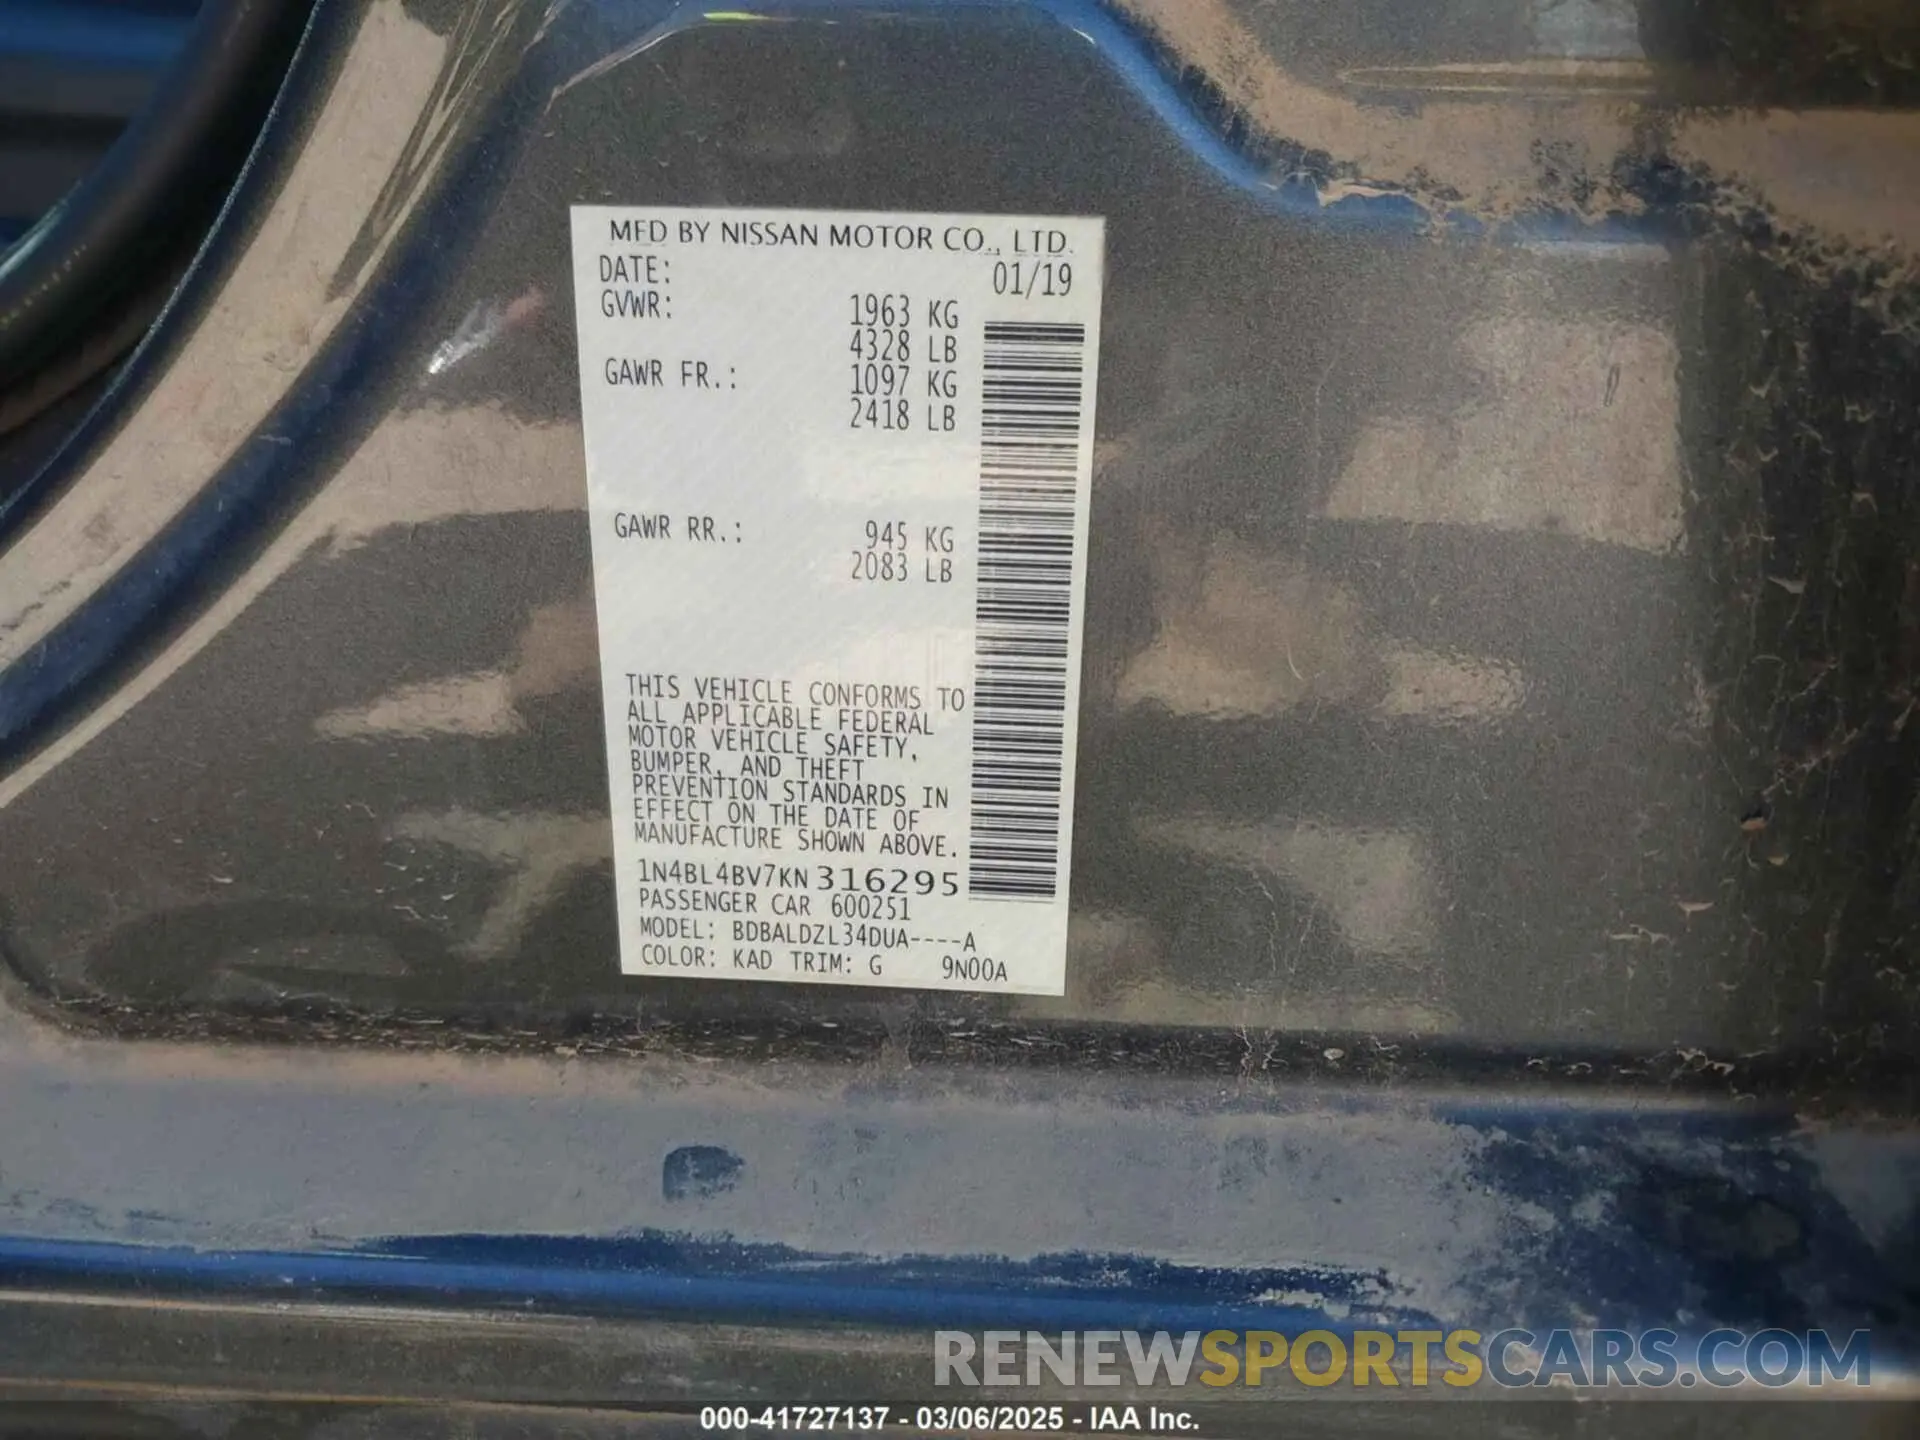 MFD BY NISSAN MOTOR CO., LTD.
DATE: 01/19
GVWR: 1963 KG
4328 LB
GAWR FR.: 1097 KG
2418 LB
GAWR RR.: 945 KG
2083 LB
THIS VEHICLE CONFORMS TO
ALL APPLICABLE FEDERAL
MOTOR VEHICLE SAFETY,
BUMPER, AND THEFT
PREVENTION STANDARDS IN
EFFECT ON THE DATE OF
MANUFACTURE SHOWN ABOVE.
1N4BL4BV7KN316295
PASSENGER CAR 600251
MODEL: BDBALDZL34DUA----A
COLOR: KAD TRIM: G 9N00A
RENEWSPORTSCARS.COM
000-41727137 - 03/06/2025 - IAA Inc.